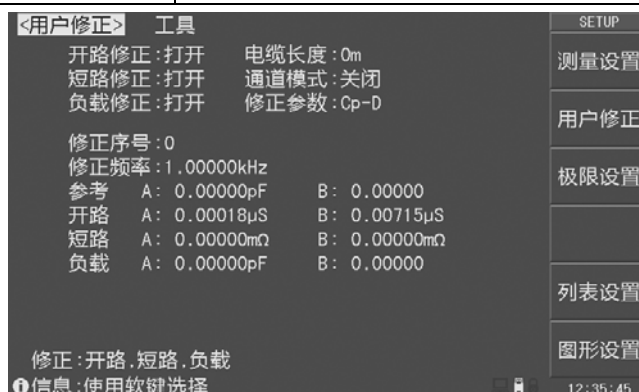 <用户修正> 工具 SETUP
开路修正:打开 电缆长度:0m
短路修正:打开 通道模式:关闭
负载修正:打开 修正参数:Cp-D
修正序号:0
修正频率:1.00000kHz
参考 A: 0.00000pF B: 0.00000
开路 A: 0.00018μS B: 0.00715μS
短路 A: 0.00000mΩ B: 0.00000mΩ
负载 A: 0.00000pF B: 0.00000
修正:开路.短路.负载
信息:使用软键选择
测量设置
用户修正
极限设置
列表设置
图形设置
12:35:45